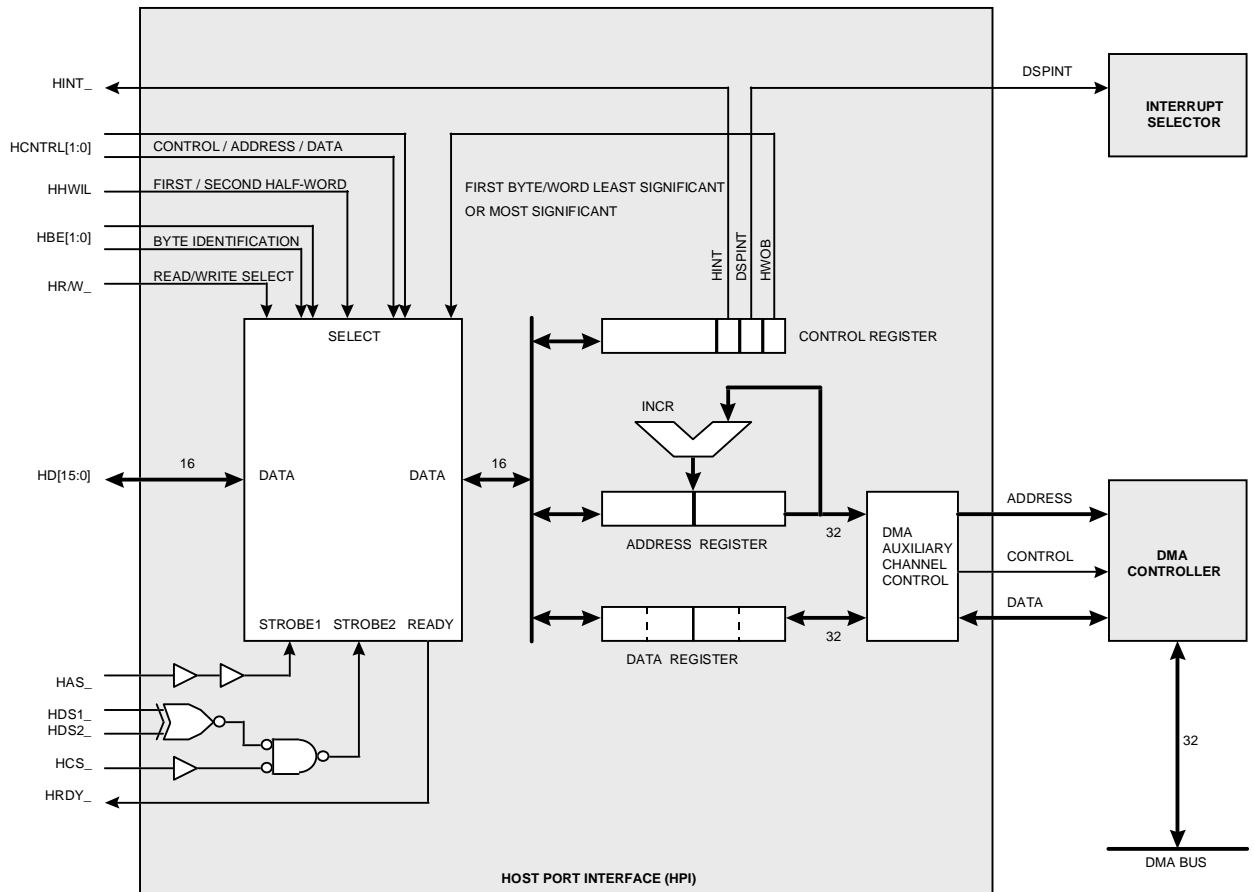 HINT_
DSPINT
INTERRUPT
SELECTOR
HCNTRL[1:0]
CONTROL / ADDRESS / DATA
HHWIL
FIRST / SECOND HALF-WORD
FIRST BYTE/WORD LEAST SIGNIFICANT
OR MOST SIGNIFICANT
HBE[1:0]
BYTE IDENTIFICATION
HR/W_
READ/WRITE SELECT
HINT
DSPINT
HWOB
SELECT
CONTROL REGISTER
INCR
HD[15:0]
16
DATA
DATA
16
ADDRESS REGISTER
32
DMA
AUXILIARY
CHANNEL
CONTROL
ADDRESS
CONTROL
DATA
DMA
CONTROLLER
STROBE1 STROBE2 READY
32
DATA REGISTER
HAS_
HDS1_
HDS2_
HCS_
HRDY_
32
DMA BUS
HOST PORT INTERFACE (HPI)